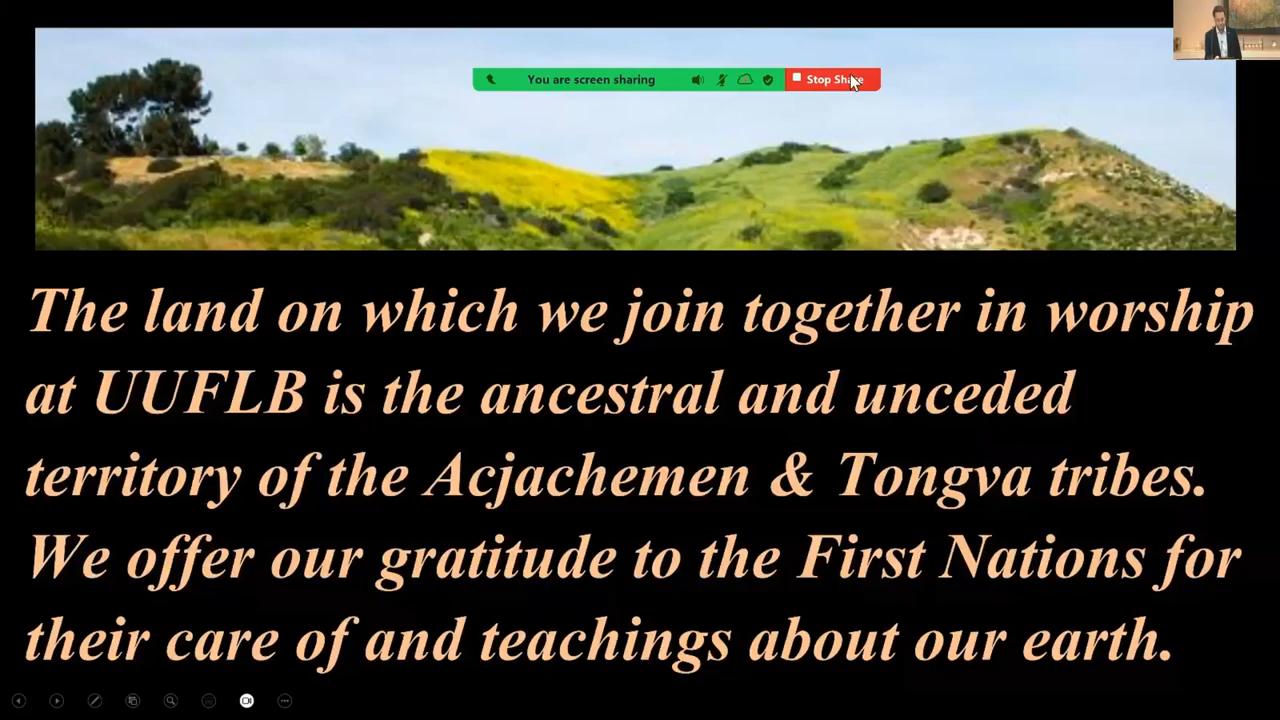 You are screen sharing
Stop Share
The land on which we join together in worship
at UUFLB is the ancestral and unceded
territory of the Acjachemen & Tongva tribes.
We offer our gratitude to the First Nations for
their care of and teachings about our earth.